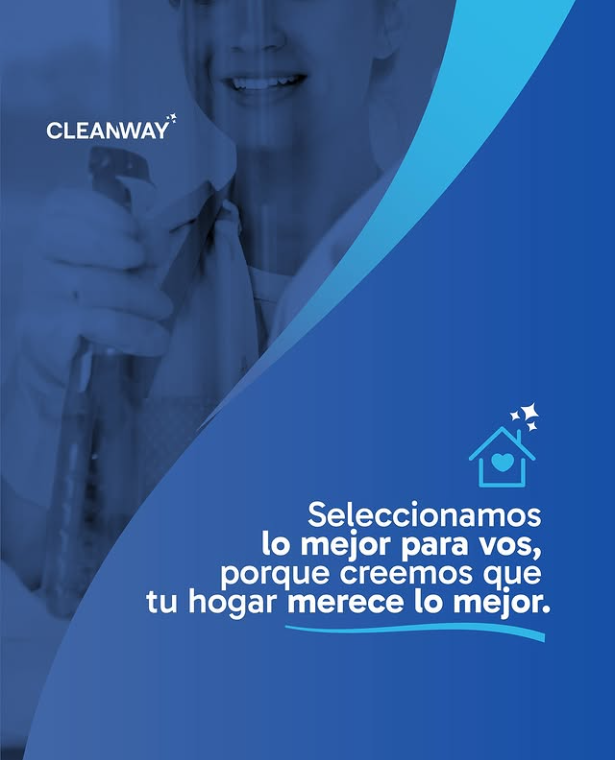 CLEANWAY
Seleccionamos
lo mejor para vos,
porque creemos que
tu hogar merece lo mejor.